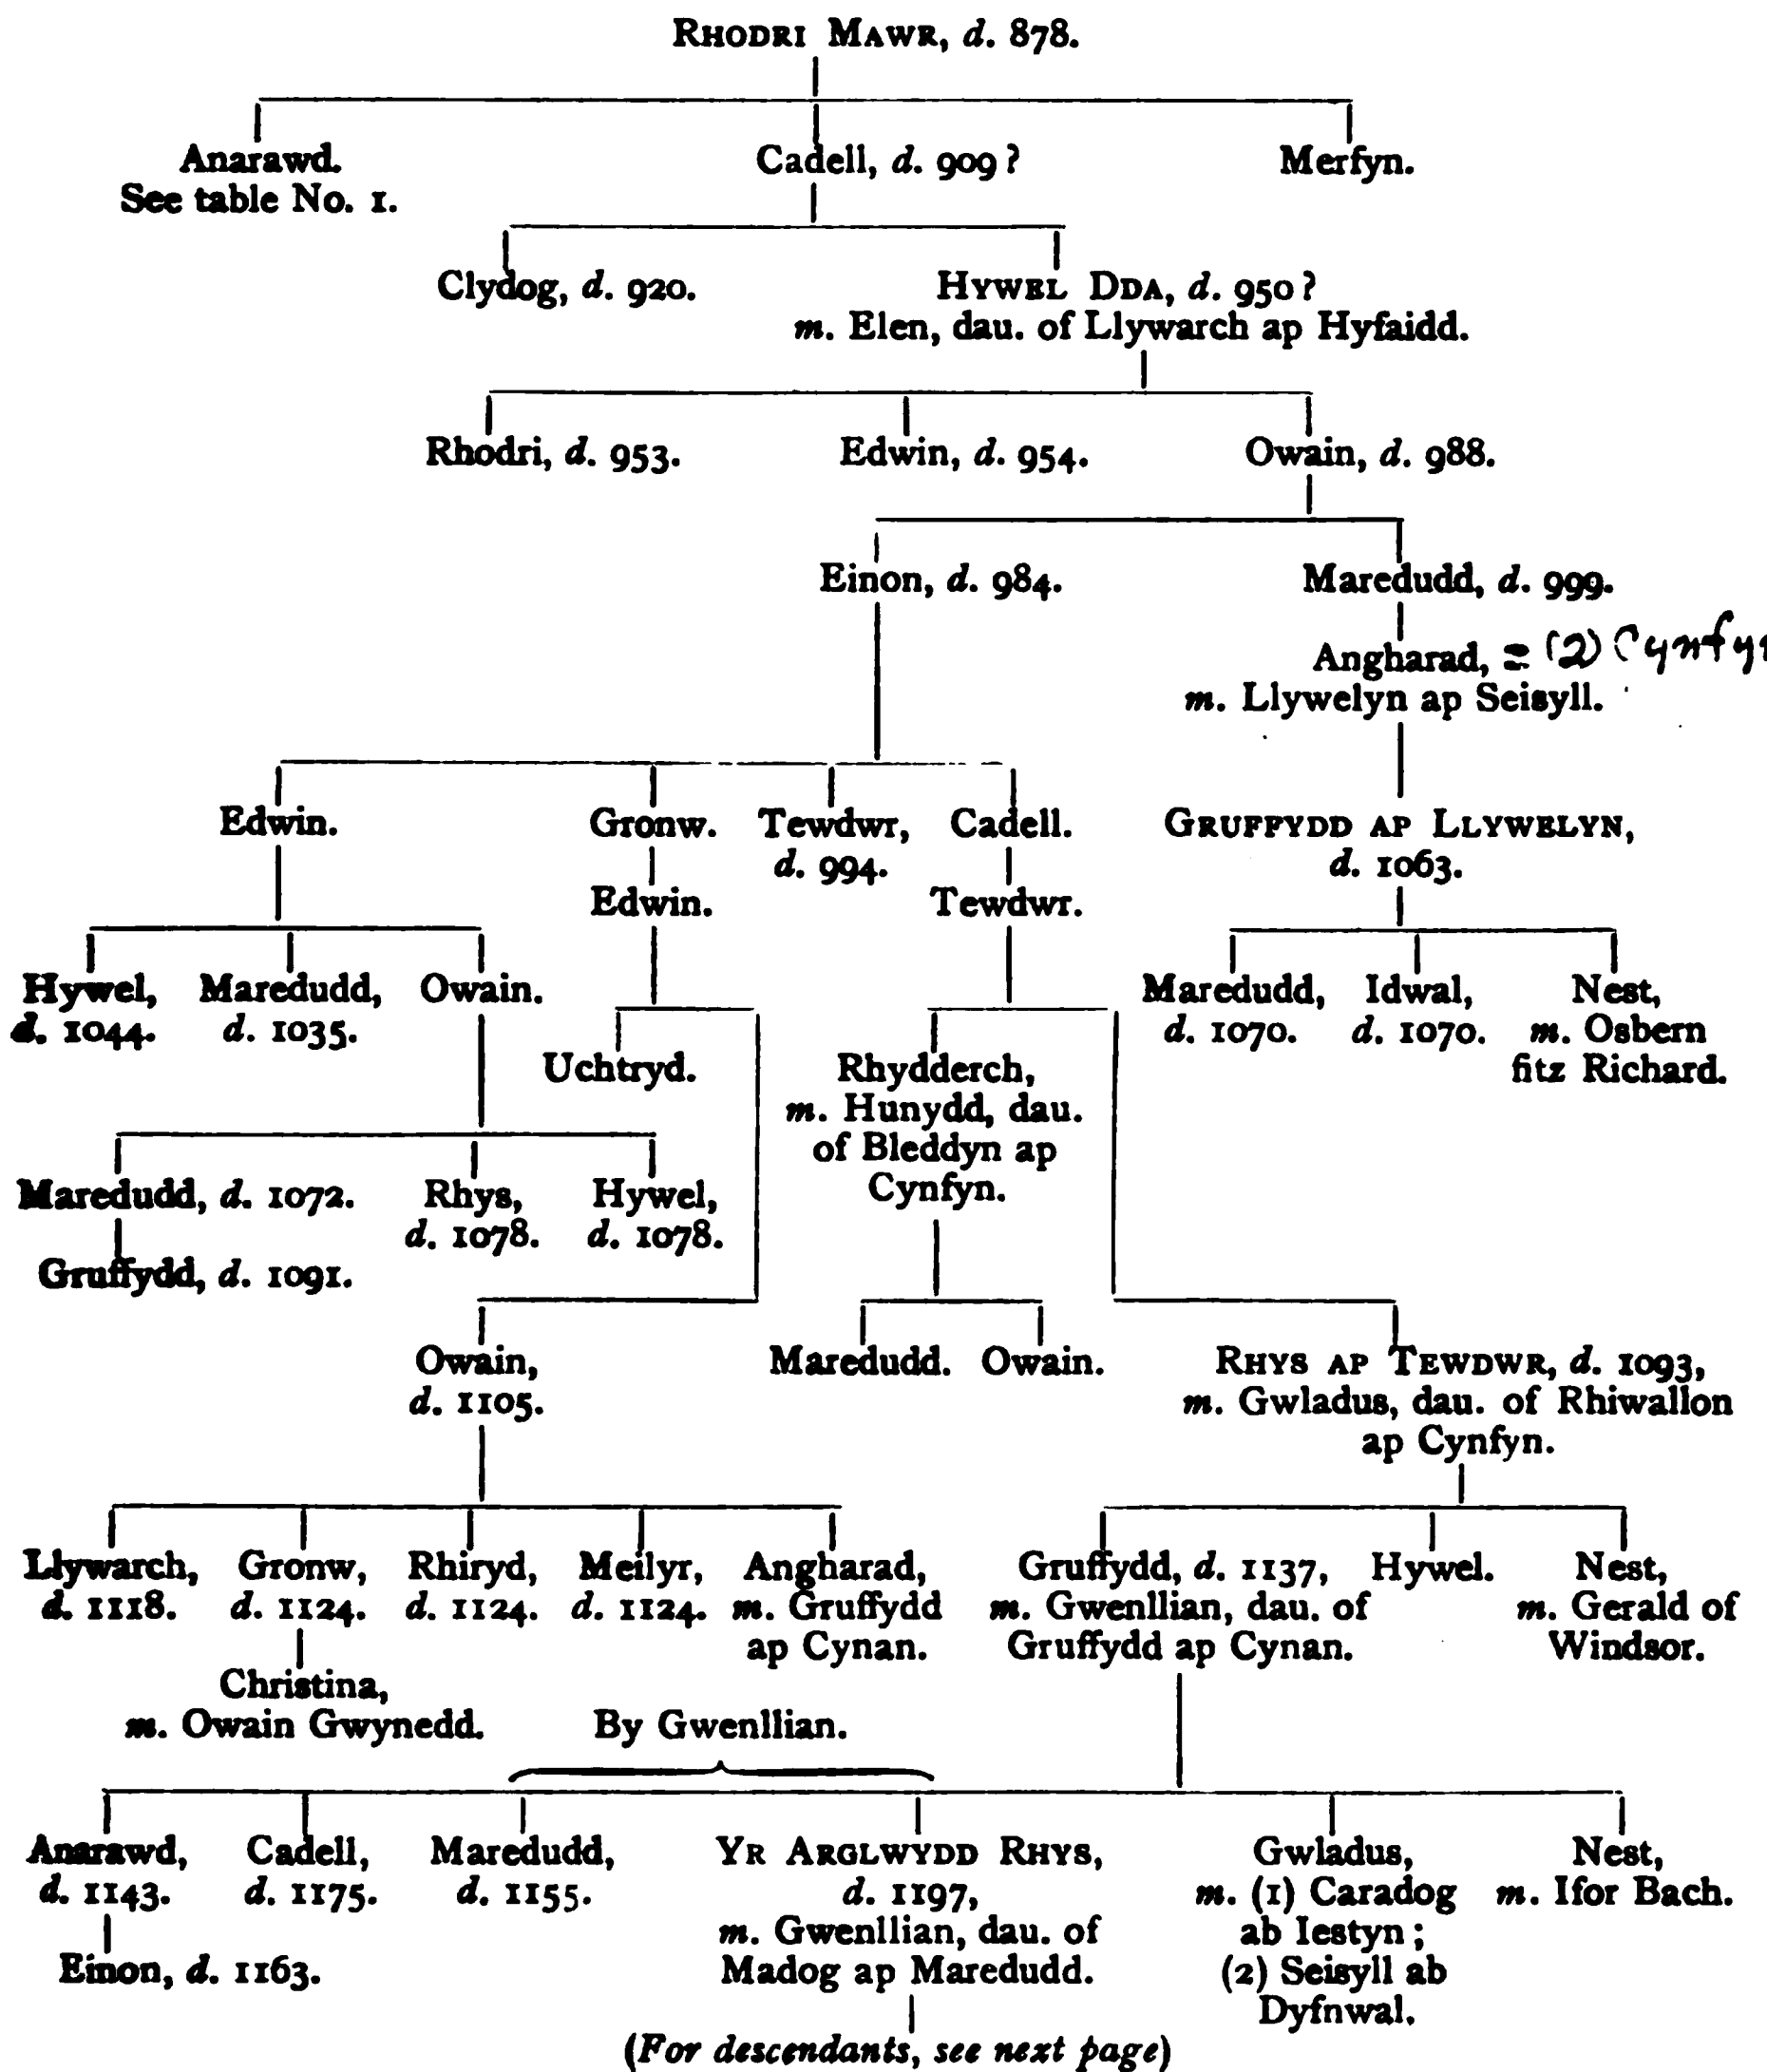 RHODRI MAWR, d. 878.
Anarawd. Cadell, d. 909? Merfyn.
See table No. 1.
Clydog, d. 920. HYWEL DDA, d. 950?
m. Elen, dau. of Llywarch ap Hyfaidd.
Rhodri, d. 953. Edwin, d. 954. Owain, d. 988.
Einon, d. 984. Maredudd, d. 999.
Angharad, = (2) Cynfyn
m. Llywelyn ap Seisyll.
Edwin. Gronw. Tewdwr, Cadell. GRUFFYDD AP LLYWELYN,
d. 994. d. 1063.
Edwin. Tewdwr.
Hywel, Maredudd, Owain. Maredudd, Idwal, Nest,
d. 1044. d. 1035. d. 1070. d. 1070. m. Osbern
fitz Richard.
Uchtryd. Rhydderch,
m. Hunydd, dau.
of Bleddyn ap
Cynfyn.
Maredudd, d. 1072. Rhys, Hywel,
d. 1078. d. 1078.
Gruffydd, d. 1091.
Owain, Maredudd. Owain. RHYS AP TEWDWR, d. 1093,
d. 1105. m. Gwladus, dau. of Rhiwallon
ap Cynfyn.
Llywarch, Gronw, Rhiryd, Meilyr, Angharad, Gruffydd, d. 1137, Hywel. Nest,
d. 1118. d. 1124. d. 1124. d. 1124. m. Gruffydd m. Gwenllian, dau. of m. Gerald of
ap Cynan. Gruffydd ap Cynan. Windsor.
Christina,
m. Owain Gwynedd. By Gwenllian.
Anarawd, Cadell, Maredudd, YR ARGLWYDD RHYS, Gwladus, Nest,
d. 1143. d. 1175. d. 1155. d. 1197, m. (1) Caradog m. Ifor Bach.
m. Gwenllian, dau. of ab Iestyn;
Einon, d. 1163. Madog ap Maredudd. (2) Seisyll ab
Dyfnwal.
(For descendants, see next page)